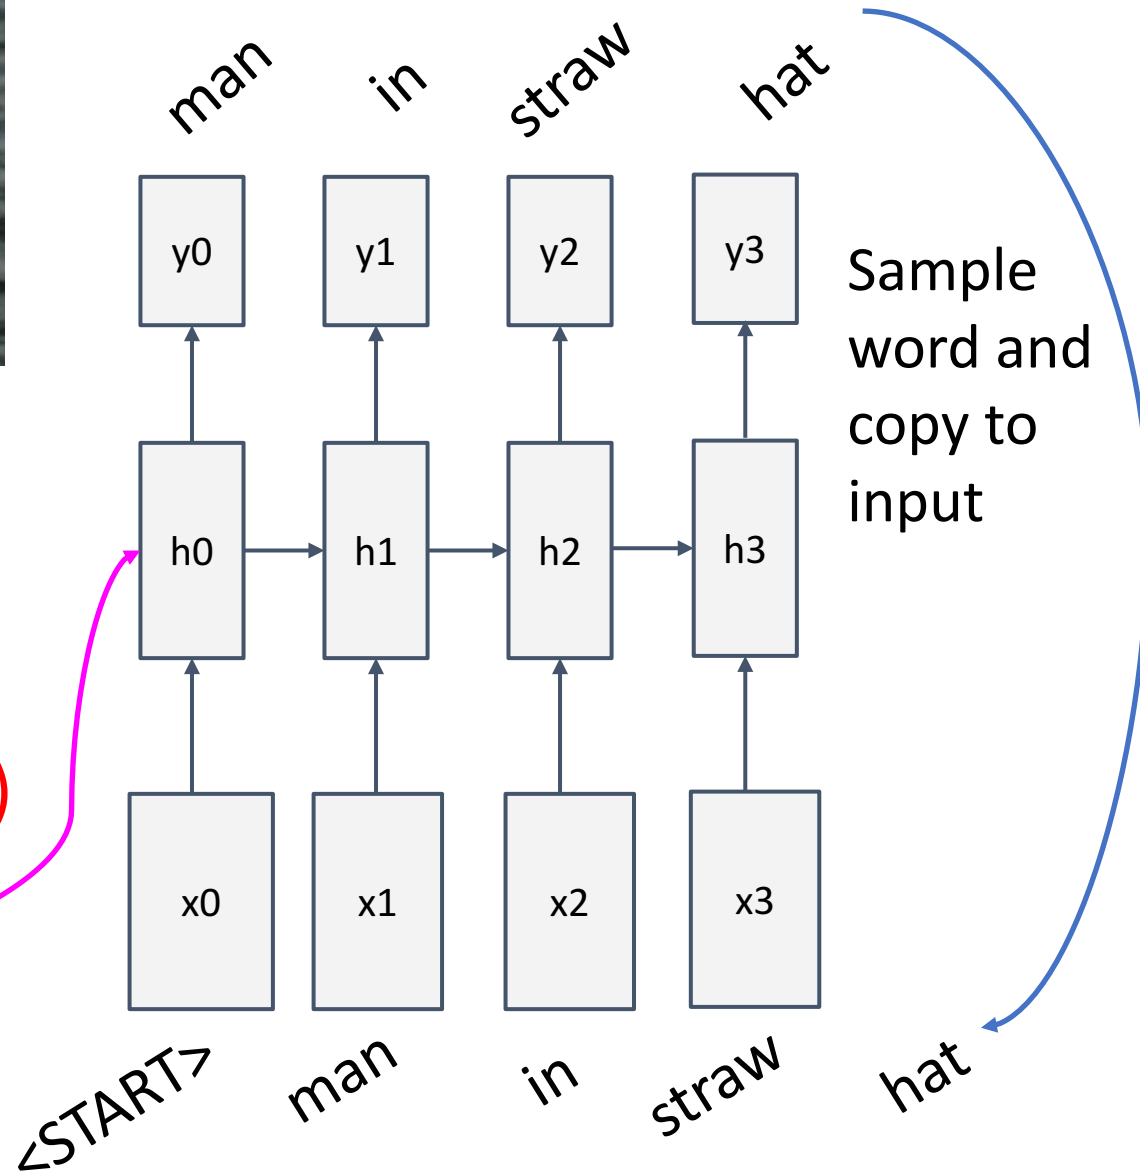 man in straw hat
y0 y1 y2 y3
Sample
word and
copy to
input
h0 h1 h2 h3
x0 x1 x2 x3
<START> man in straw hat